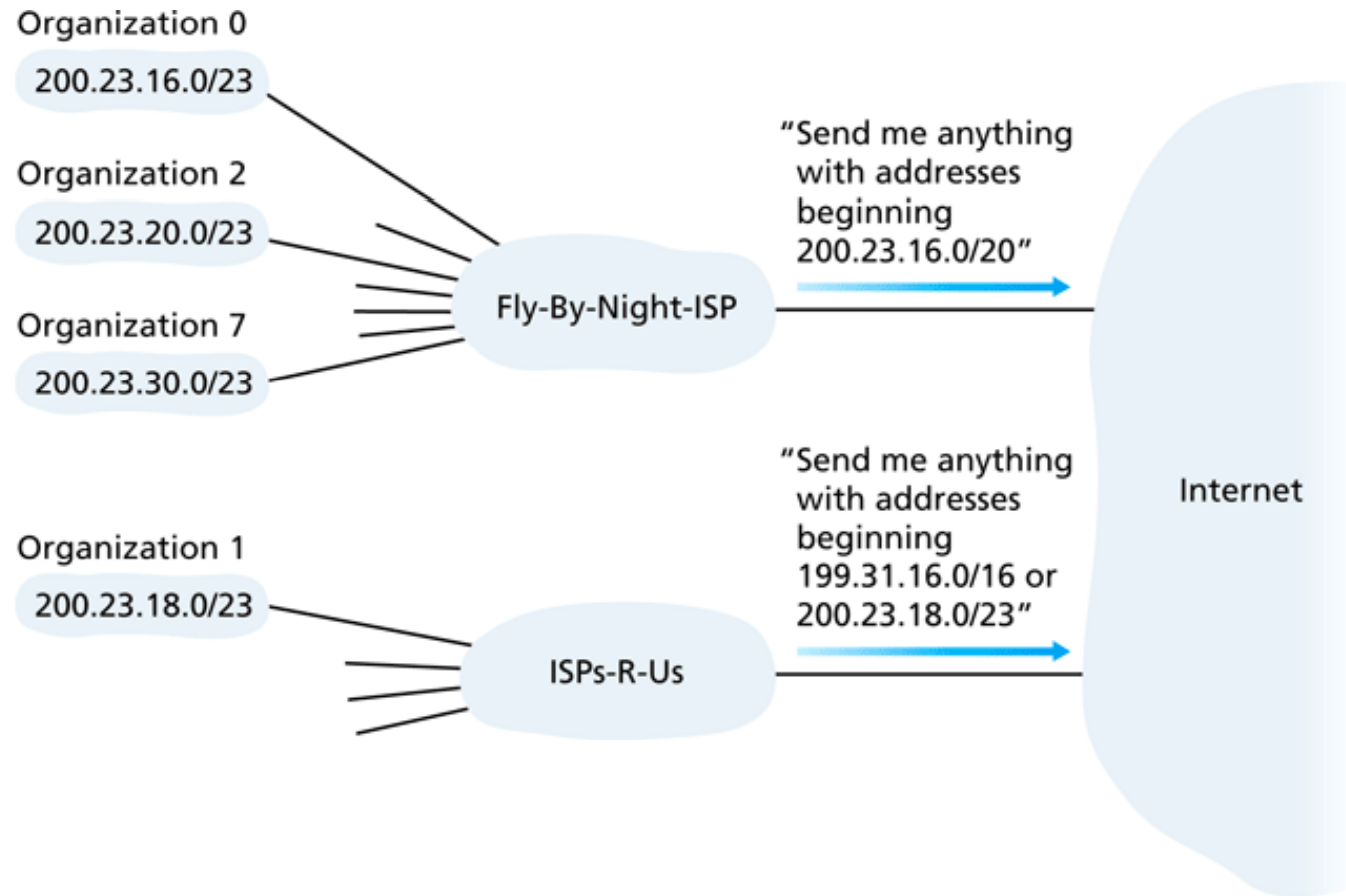 Organization 0
200.23.16.0/23
Organization 2
200.23.20.0/23
Organization 7
200.23.30.0/23
Fly-By-Night-ISP
"Send me anything
with addresses
beginning
200.23.16.0/20"
Organization 1
200.23.18.0/23
ISPs-R-Us
"Send me anything
with addresses
beginning
199.31.16.0/16 or
200.23.18.0/23"
Internet